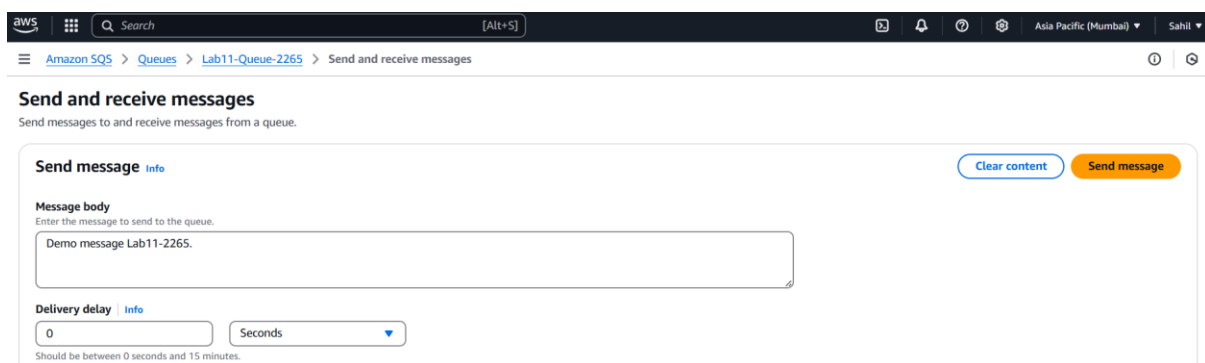 aws Search [Alt+S] Asia Pacific (Mumbai) Sahil
Amazon SQS > Queues > Lab11-Queue-2265 > Send and receive messages
Send and receive messages
Send messages to and receive messages from a queue.
Send message Info Clear content Send message
Message body
Enter the message to send to the queue.
Demo message Lab11-2265.
Delivery delay Info
0 Seconds
Should be between 0 seconds and 15 minutes.